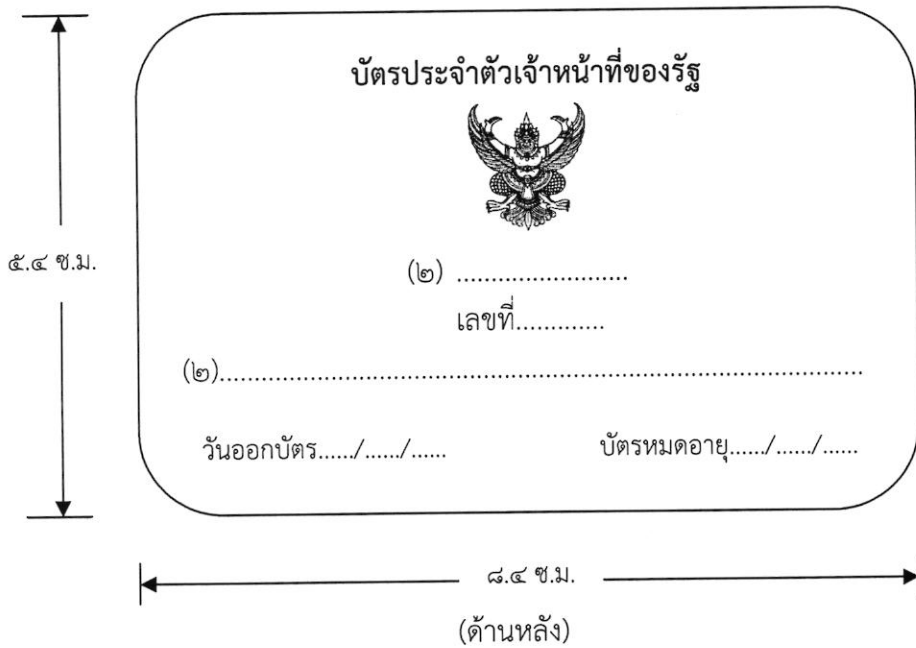 บัตรประจำตัวเจ้าหน้าที่ของรัฐ
๕.๔ ซ.ม.
(๒) .........................
เลขที่.............
(๒)............................................................................................
วันออกบัตร....../....../...... บัตรหมดอายุ....../....../......
๘.๔ ซ.ม.
(ด้านหลัง)